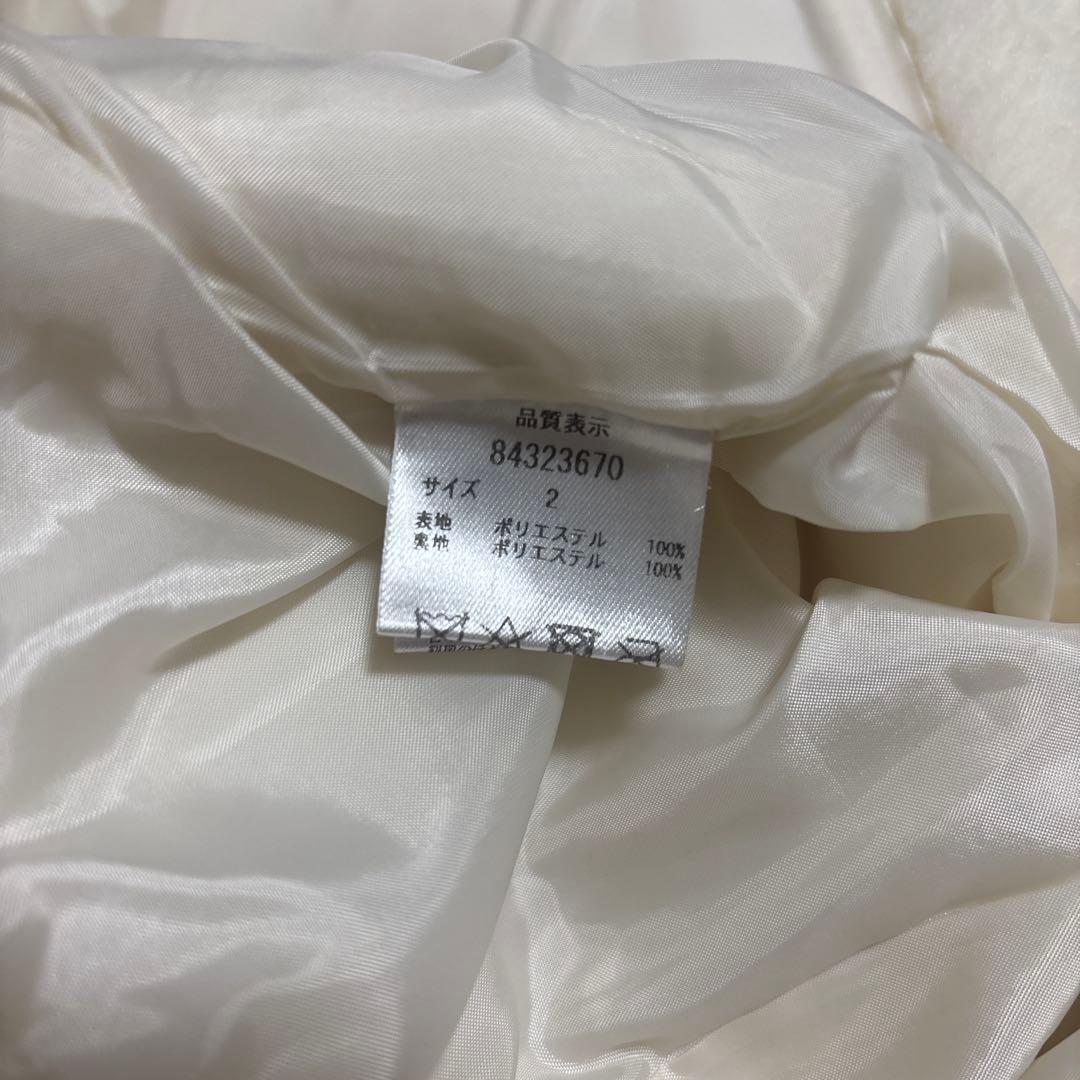 品質表示
84323670
サイズ 2
表地 ポリエステル 100%
裏地 ポリエステル 100%